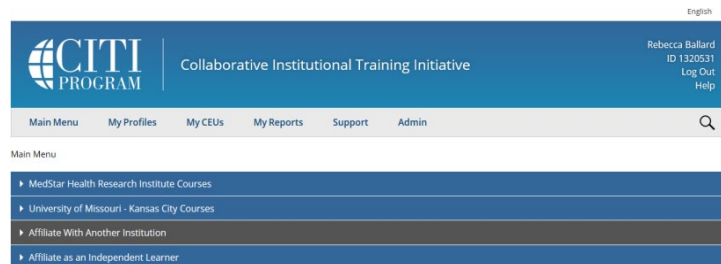 English
CITI
PROGRAM
Collaborative Institutional Training Initiative
Rebecca Ballard
ID 1320531
Log Out
Help
Main Menu My Profiles My CEUs My Reports Support Admin
Main Menu
MedStar Health Research Institute Courses
University of Missouri - Kansas City Courses
Affiliate With Another Institution
Affiliate as an Independent Learner